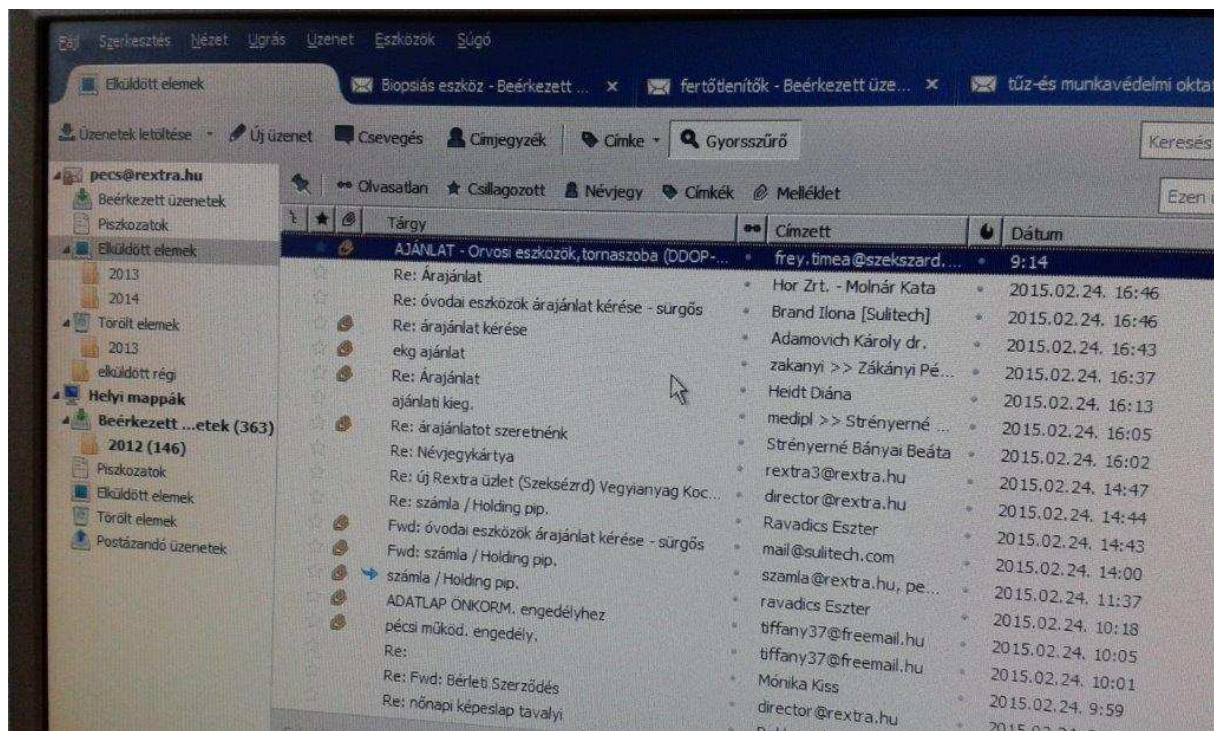 Fájl Szerkesztés Nézet Ugrás Üzenet Eszközök Súgó
Elküldött elemek
Biopsiás eszköz - Beérkezett ...
fertőtlenítők - Beérkezett üze...
tűz-és munkavédelmi okta
Üzenetek letöltése Új üzenet Csevegés Címjegyzék Címke Gyorsszűrő Keresés
pecs@rextra.hu
Beérkezett üzenetek
Piszkozatok
Elküldött elemek
2013
2014
Törölt elemek
2013
elküldött régi
Helyi mappák
Beérkezett ...etek (363)
2012 (146)
Piszkozatok
Elküldött elemek
Törölt elemek
Postázandó üzenetek
Olvasatlan Csillagozott Névjegy Címkék Melléklet Ezen
Tárgy Címzett Dátum
AJÁNLAT - Orvosi eszközök,tornaszoba (DDOP-... frey.timea@szekszard.... 9:14
Re: Árajánlat Hor Zrt. - Molnár Kata 2015.02.24. 16:46
Re: óvodai eszközök árajánlat kérése - sürgős Brand Ilona [Sulitech] 2015.02.24. 16:46
Re: árajánlat kérése Adamovich Károly dr. 2015.02.24. 16:43
ekg ajánlat zakanyi >> Zákányi Pé... 2015.02.24. 16:37
Re: Árajánlat Heidt Diána 2015.02.24. 16:13
ajánlati kieg. medipl >> Strényerné ... 2015.02.24. 16:05
Re: árajánlatot szeretnénk Strényerné Bányai Beáta 2015.02.24. 16:02
Re: Névjegykártya rextra3@rextra.hu 2015.02.24. 14:47
Re: új Rextra üzlet (Szekszérd) Vegyianyag Koc... director@rextra.hu 2015.02.24. 14:44
Re: számla / Holding pip. Ravadics Eszter 2015.02.24. 14:43
Fwd: óvodai eszközök árajánlat kérése - sürgős mail@sulitech.com 2015.02.24. 14:00
Fwd: számla / Holding pip. szamla@rextra.hu, pe... 2015.02.24. 11:37
számla / Holding pip. ravadics Eszter 2015.02.24. 10:18
ADATLAP ÖNKORM. engedélyhez tiffany37@freemail.hu 2015.02.24. 10:05
pécsi működ. engedély. tiffany37@freemail.hu 2015.02.24. 10:01
Re: Mónika Kiss 2015.02.24. 9:59
Re: Fwd: Bérleti Szerződés director@rextra.hu
Re: nőnapi képeslap tavalyi